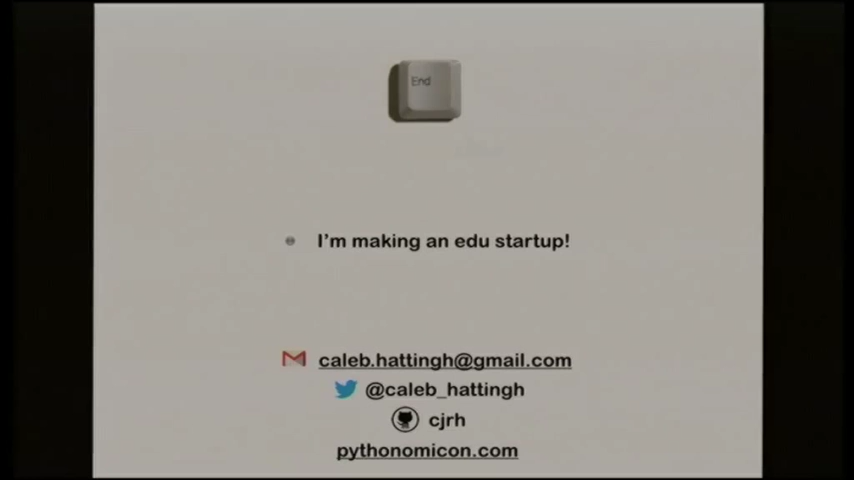 End
I'm making an edu startup!
caleb.hattingh@gmail.com
@caleb_hattingh
cjrh
pythonomicon.com